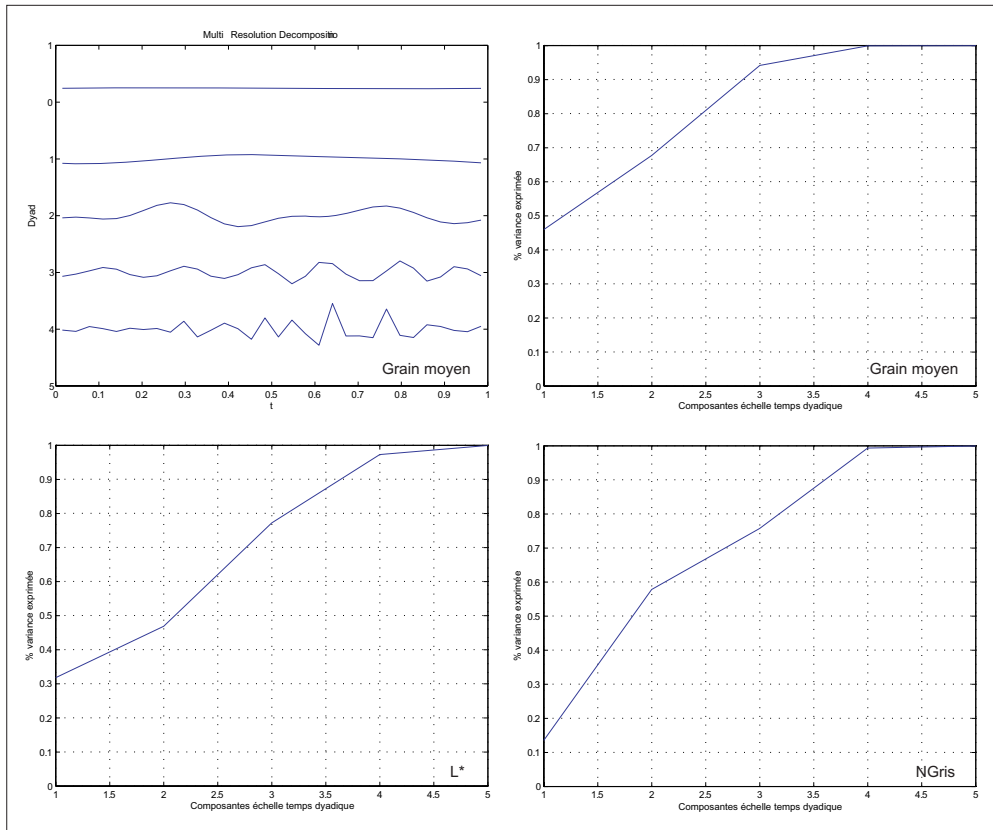 Multi Resolution Decompositio
1
0
1
2
3
4
5
Dyad
0 0.1 0.2 0.3 0.4 0.5 0.6 0.7 0.8 0.9 1
t
Grain moyen
1
0.9
0.8
0.7
0.6
0.5
0.4
0.3
0.2
0.1
0
% variance exprimée
1 1.5 2 2.5 3 3.5 4 4.5 5
Composantes échelle temps dyadique
Grain moyen
1
0.9
0.8
0.7
0.6
0.5
0.4
0.3
0.2
0.1
0
% variance exprimée
1 1.5 2 2.5 3 3.5 4 4.5 5
Composantes échelle temps dyadique
L*
1
0.9
0.8
0.7
0.6
0.5
0.4
0.3
0.2
0.1
0
% variance exprimée
1 1.5 2 2.5 3 3.5 4 4.5 5
Composantes échelle temps dyadique
NGris